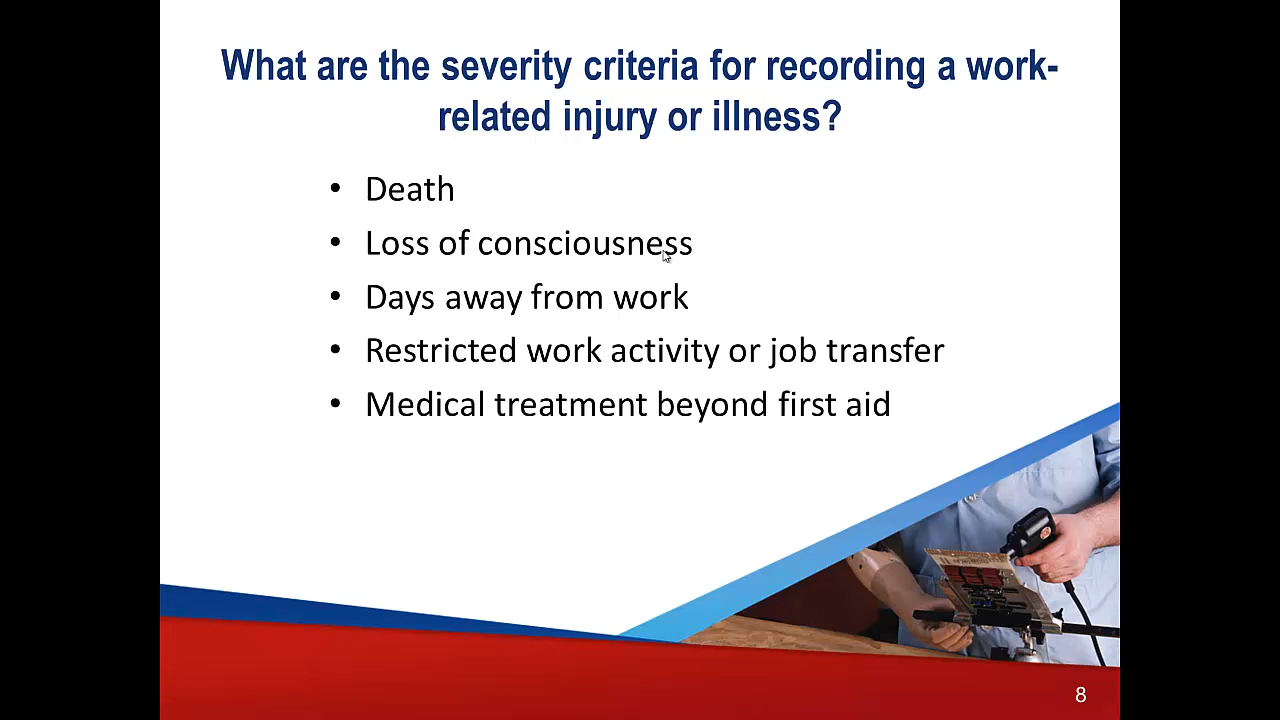 What are the severity criteria for recording a work-
related injury or illness?
• Death
• Loss of consciousness
• Days away from work
• Restricted work activity or job transfer
• Medical treatment beyond first aid
8